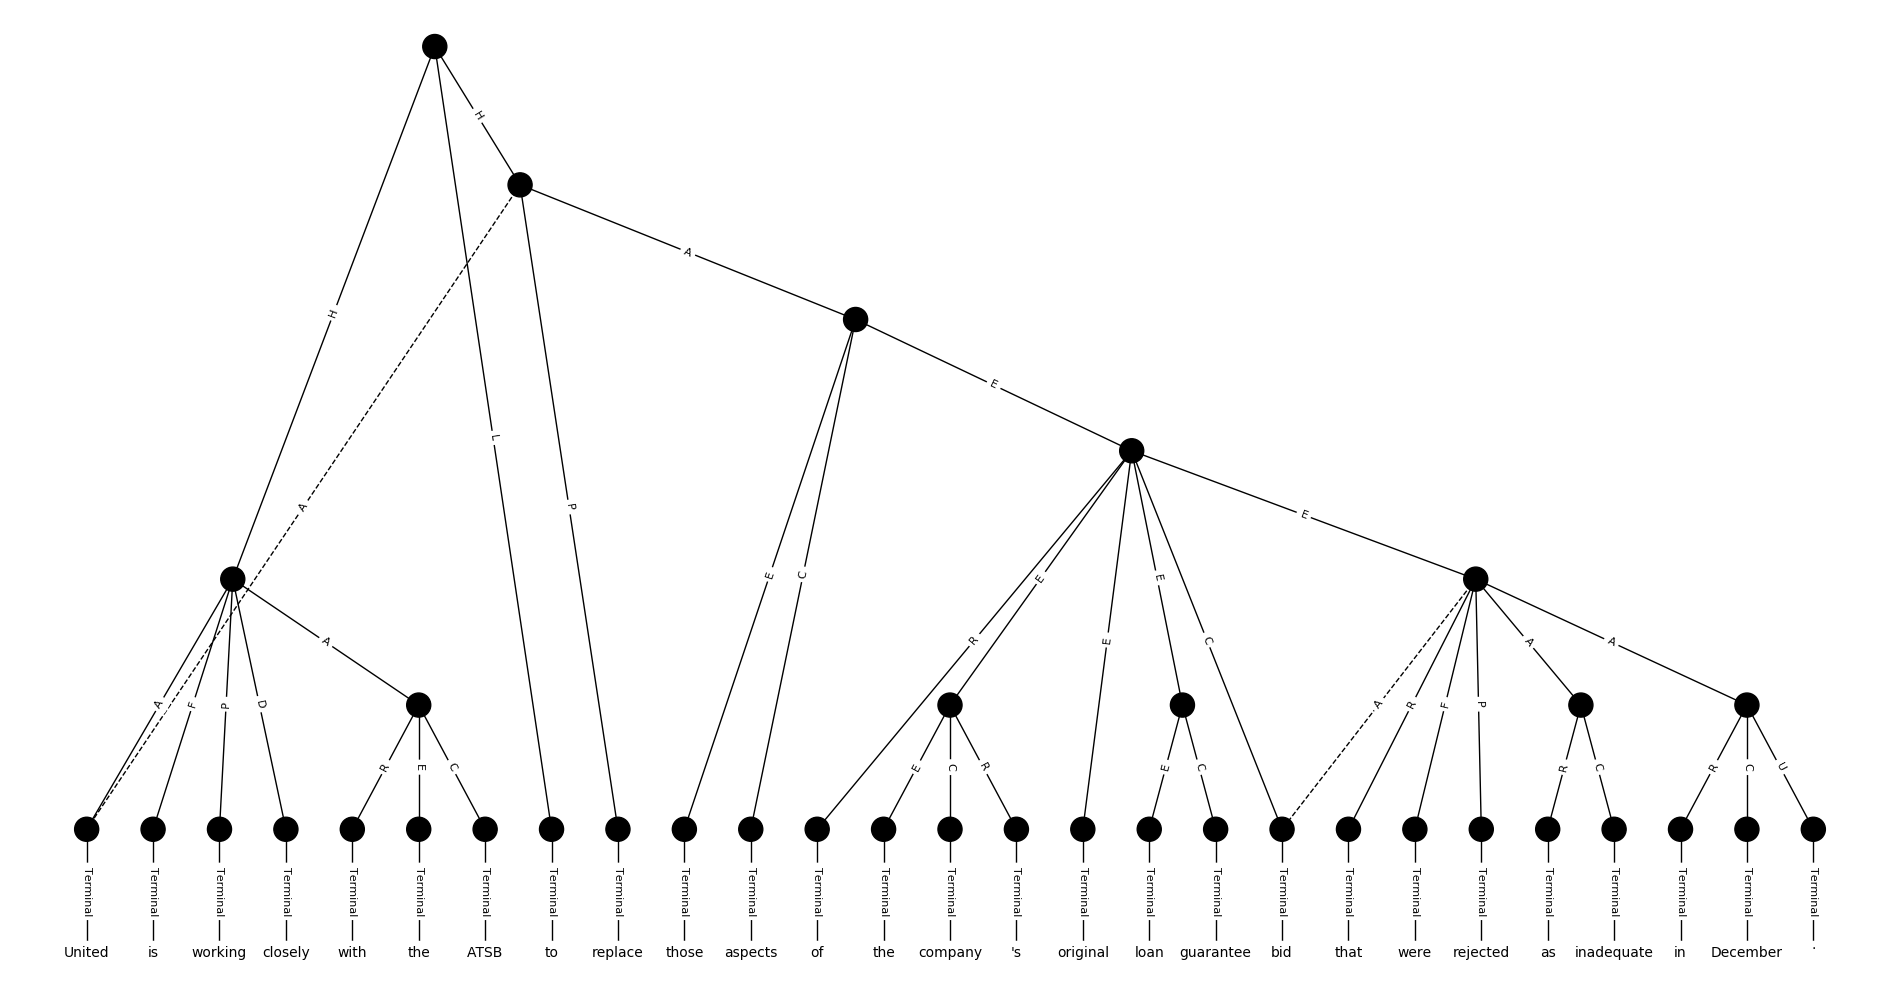 H
A
E
H
L
A
P
E
C
E
R
E
E
E
C
A
F
P
D
A
A
R
F
P
A
A
R
E
C
E
C
R
E
C
R
C
R
C
U
Terminal Terminal Terminal Terminal Terminal Terminal Terminal Terminal Terminal Terminal Terminal Terminal Terminal Terminal Terminal Terminal Terminal Terminal Terminal Terminal Terminal Terminal Terminal Terminal Terminal Terminal Terminal
United is working closely with the ATSB to replace those aspects of the company 's original loan guarantee bid that were rejected as inadequate in December .